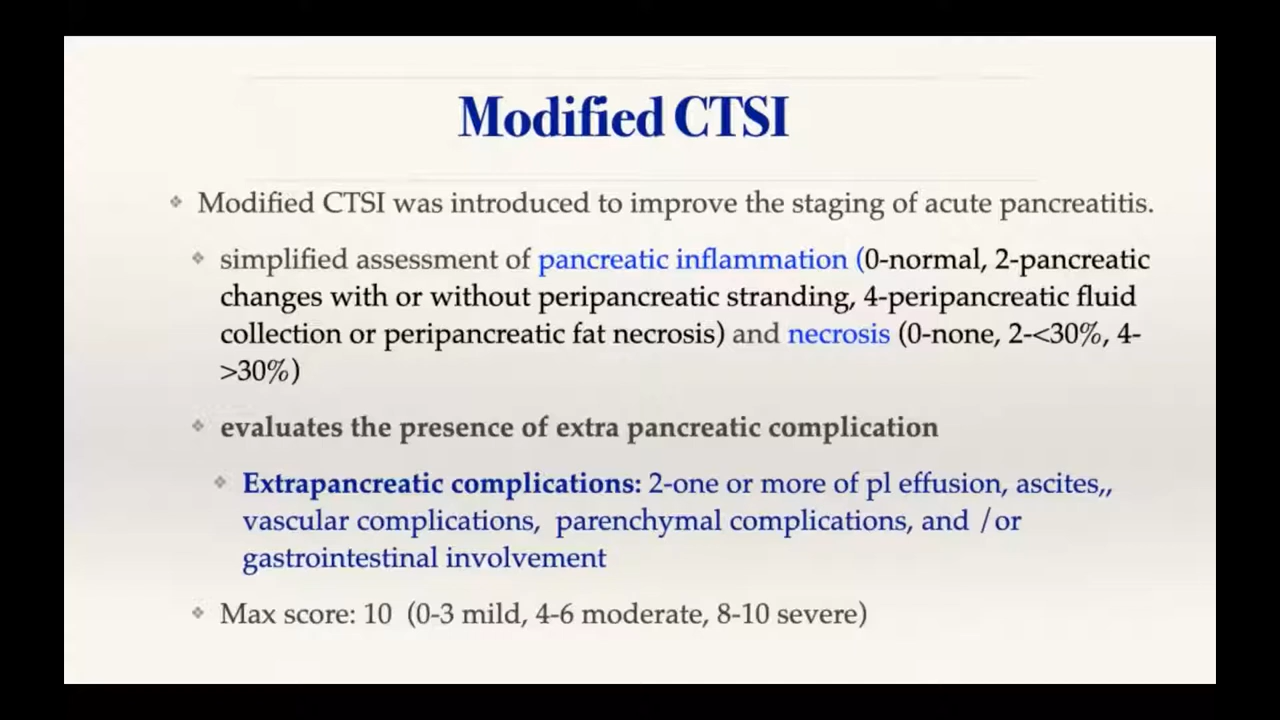 Modified CTSI
Modified CTSI was introduced to improve the staging of acute pancreatitis.
simplified assessment of pancreatic inflammation (0-normal, 2-pancreatic
changes with or without peripancreatic stranding, 4-peripancreatic fluid
collection or peripancreatic fat necrosis) and necrosis (0-none, 2-<30%, 4-
>30%)
evaluates the presence of extra pancreatic complication
Extrapancreatic complications: 2-one or more of pl effusion, ascites,,
vascular complications, parenchymal complications, and /or
gastrointestinal involvement
Max score: 10 (0-3 mild, 4-6 moderate, 8-10 severe)